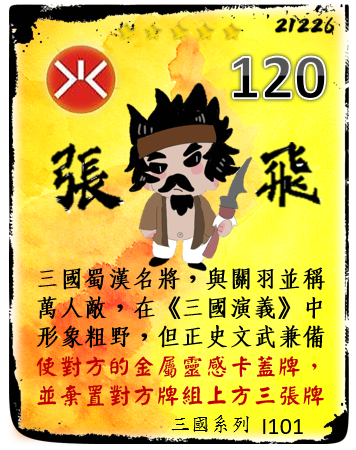 21226
120
張 飛
三國蜀漢名將，與關羽並稱
萬人敵，在《三國演義》中
形象粗野，但正史文武兼備
使對方的金屬靈感卡蓋牌，
並棄置對方牌組上方三張牌
三國系列 I101